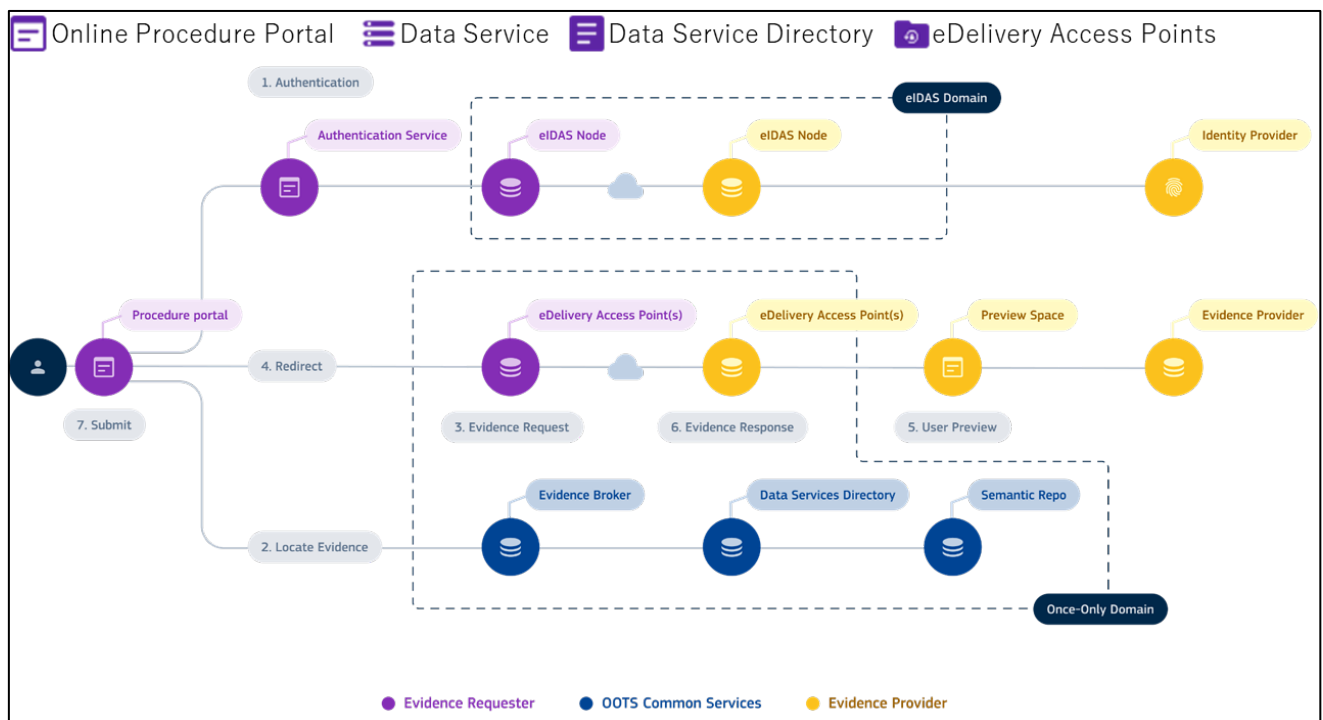 Online Procedure Portal Data Service Data Service Directory eDelivery Access Points
1. Authentication
eIDAS Domain
Authentication Service eIDAS Node eIDAS Node Identity Provider
Procedure portal eDelivery Access Point(s) eDelivery Access Point(s) Preview Space Evidence Provider
4. Redirect
7. Submit 3. Evidence Request 6. Evidence Response 5. User Preview
Evidence Broker Data Services Directory Semantic Repo
2. Locate Evidence
Once-Only Domain
Evidence Requester OOTS Common Services Evidence Provider